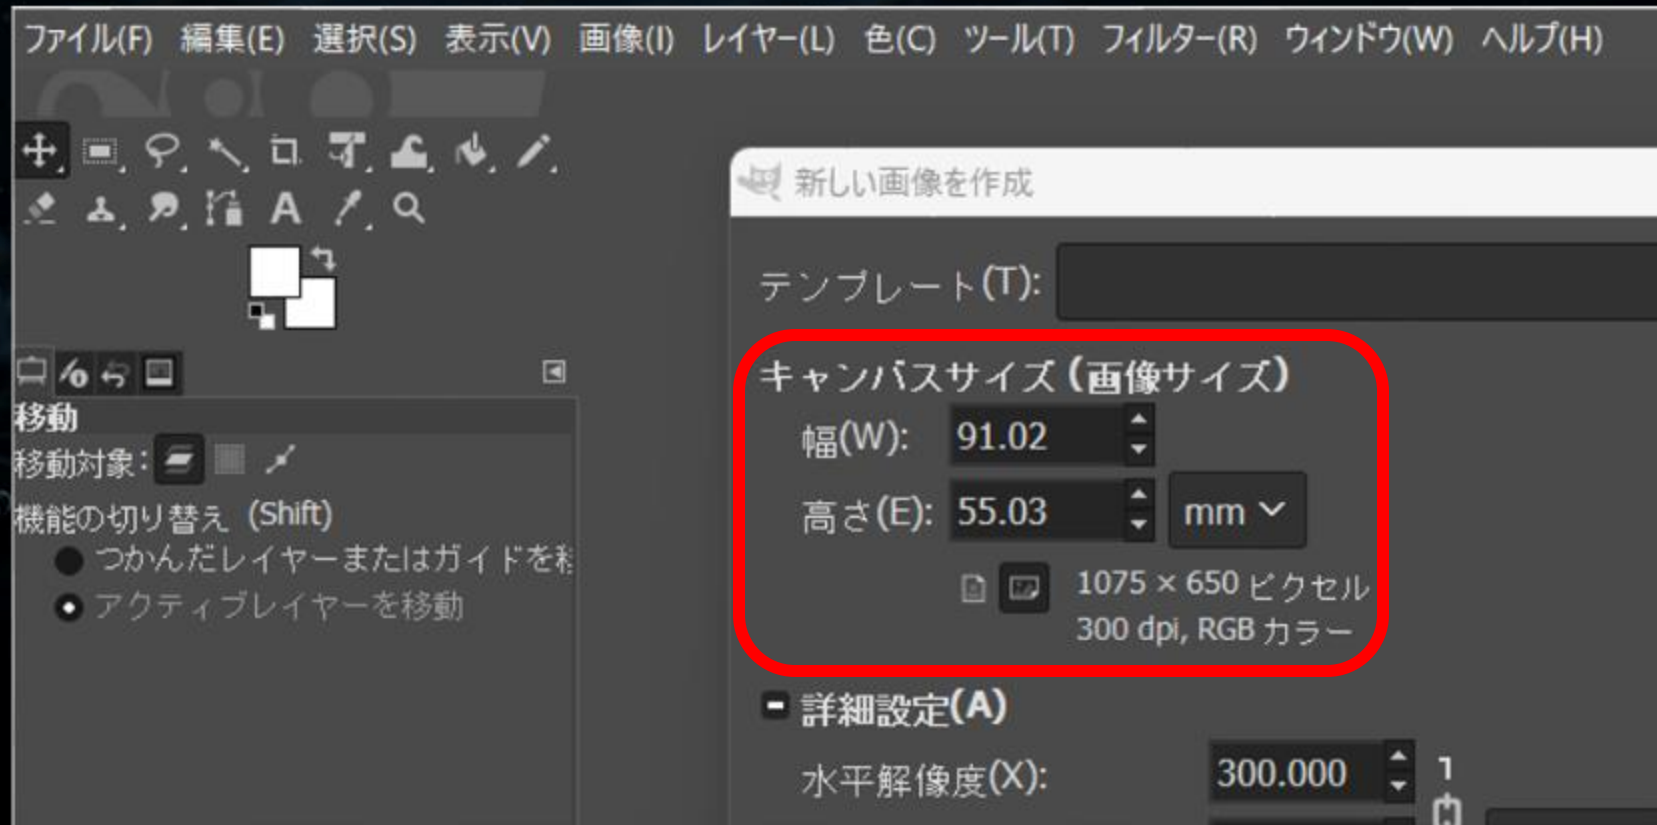 ファイル(F) 編集(E) 選択(S) 表示(V) 画像(I) レイヤー(L) 色(C) ツール(T) フィルター(R) ウィンドウ(W) ヘルプ(H)
新しい画像を作成
テンプレート(T):
キャンバスサイズ (画像サイズ)
幅(W): 91.02
高さ(E): 55.03 mm
1075 × 650 ピクセル
300 dpi, RGB カラー
詳細設定(A)
水平解像度(X): 300.000
移動
移動対象:
機能の切り替え (Shift)
つかんだレイヤーまたはガイドを
アクティブレイヤーを移動